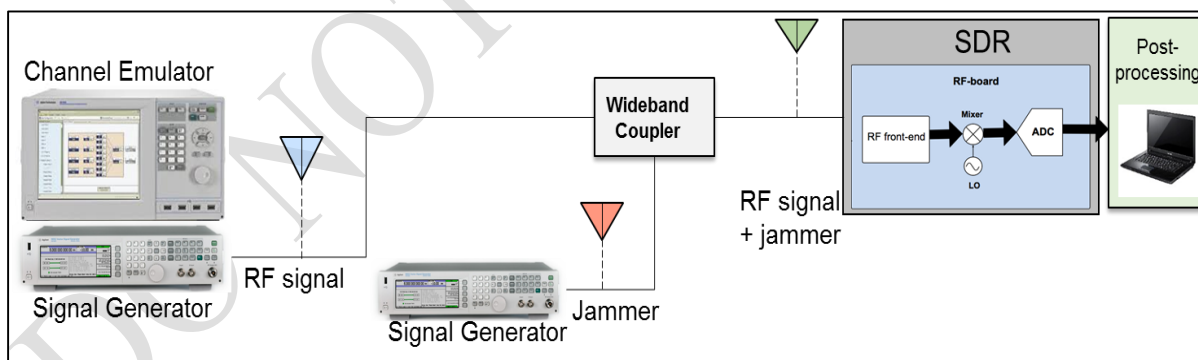 Channel Emulator
Signal Generator
RF signal
Signal Generator
Jammer
Wideband
Coupler
RF signal
+ jammer
SDR
RF-board
RF front-end
Mixer
LO
ADC
Post-
processing